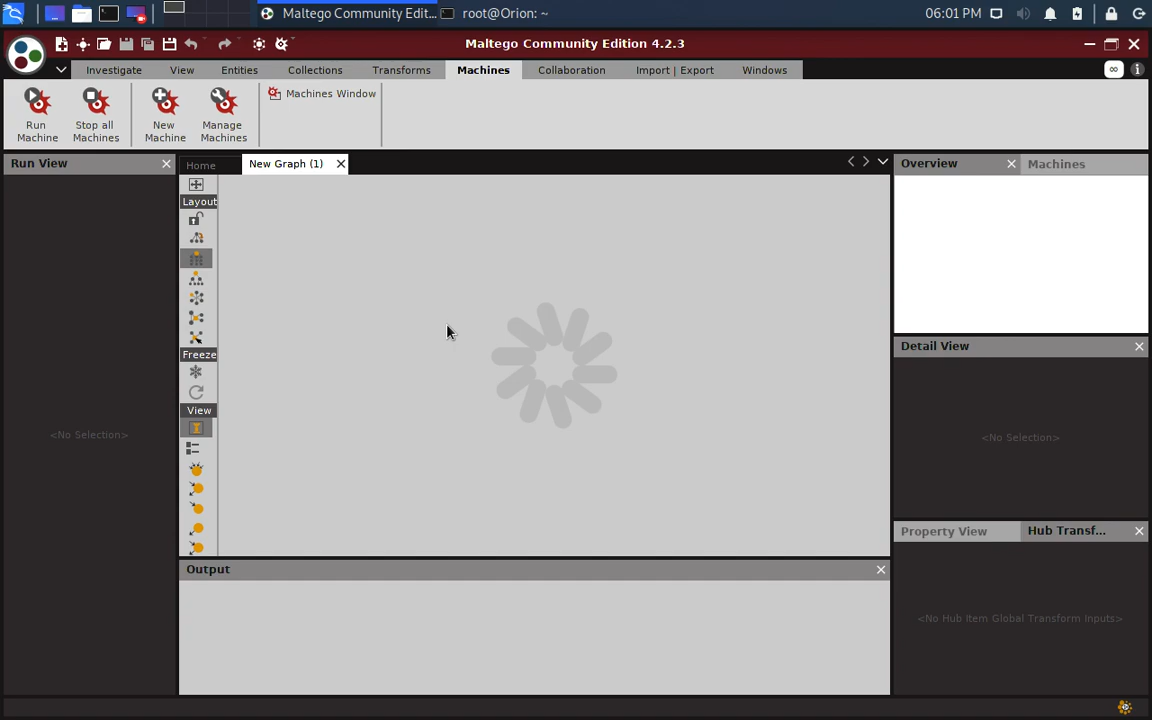 Maltego Community Edit...
root@Orion: ~
06:01 PM
Maltego Community Edition 4.2.3
Investigate
View
Entities
Collections
Transforms
Machines
Collaboration
Import | Export
Windows
Run
Machine
Stop all
Machines
New
Machine
Manage
Machines
Machines Window
Run View
Home
New Graph (1)
Overview
Machines
Layout
Freeze
View
<No Selection>
Detail View
<No Selection>
Property View
Hub Transf...
<No Hub Item Global Transform Inputs>
Output